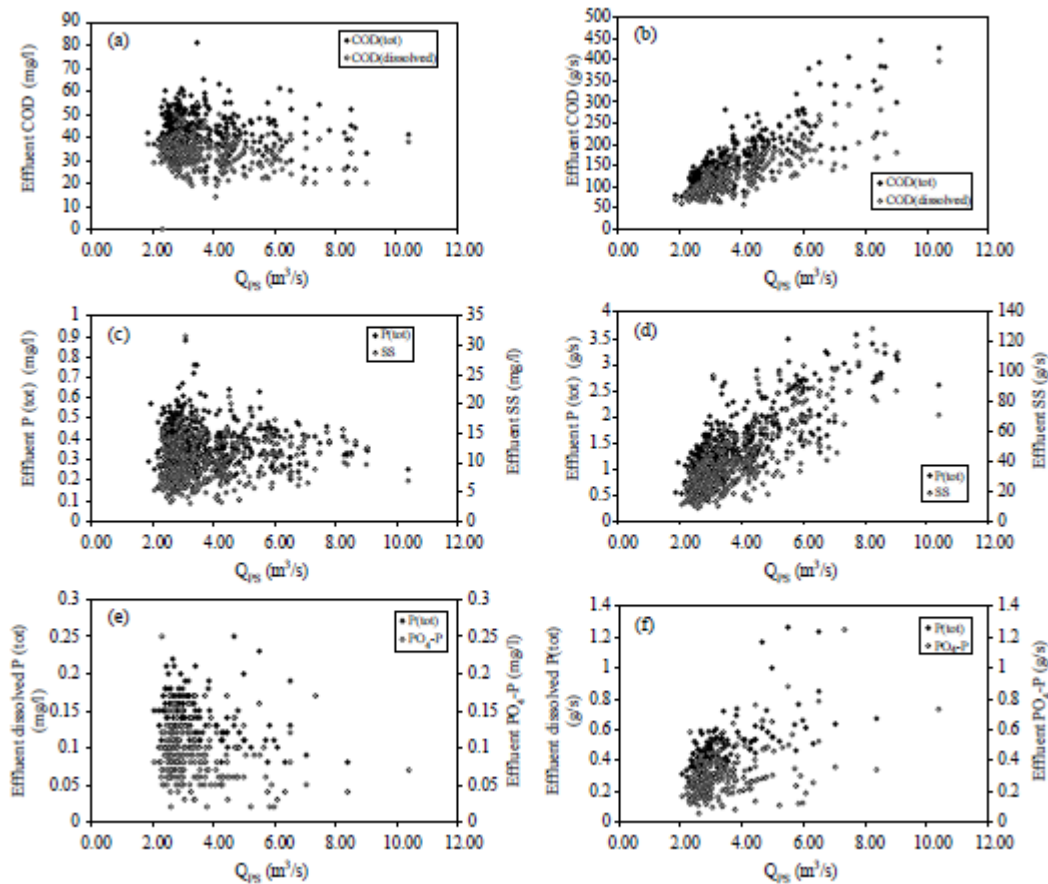 (a)
COD(tot)
COD(dissolved)
Effluent COD (mg/l)
90
80
70
60
50
40
30
20
10
0
0.00 2.00 4.00 6.00 8.00 10.00 12.00
Q_PS (m³/s)
(b)
COD(tot)
COD(dissolved)
Effluent COD (g/s)
500
450
400
350
300
250
200
150
100
50
0
0.00 2.00 4.00 6.00 8.00 10.00 12.00
Q_PS (m³/s)
(c)
P(tot)
SS
Effluent P (tot) (mg/l)
1
0.9
0.8
0.7
0.6
0.5
0.4
0.3
0.2
0.1
0
35
30
25
20
15
10
5
0
Effluent SS (mg/l)
0.00 2.00 4.00 6.00 8.00 10.00 12.00
Q_PS (m³/s)
(d)
P(tot)
SS
Effluent P (tot) (g/s)
4
3.5
3
2.5
2
1.5
1
0.5
0
140
120
100
80
60
40
20
0
Effluent SS (g/s)
0.00 2.00 4.00 6.00 8.00 10.00 12.00
Q_PS (m³/s)
(e)
P(tot)
PO₄-P
Effluent dissolved P (tot)
(mg/l)
0.3
0.25
0.2
0.15
0.1
0.05
0
0.3
0.25
0.2
0.15
0.1
0.05
0
Effluent PO₄-P (mg/l)
0.00 2.00 4.00 6.00 8.00 10.00 12.00
Q_PS (m³/s)
(f)
P(tot)
PO₄-P
Effluent dissolved P(tot)
(g/s)
1.4
1.2
1
0.8
0.6
0.4
0.2
0
1.4
1.2
1
0.8
0.6
0.4
0.2
0
Effluent PO₄-P (g/s)
0.00 2.00 4.00 6.00 8.00 10.00 12.00
Q_PS (m³/s)